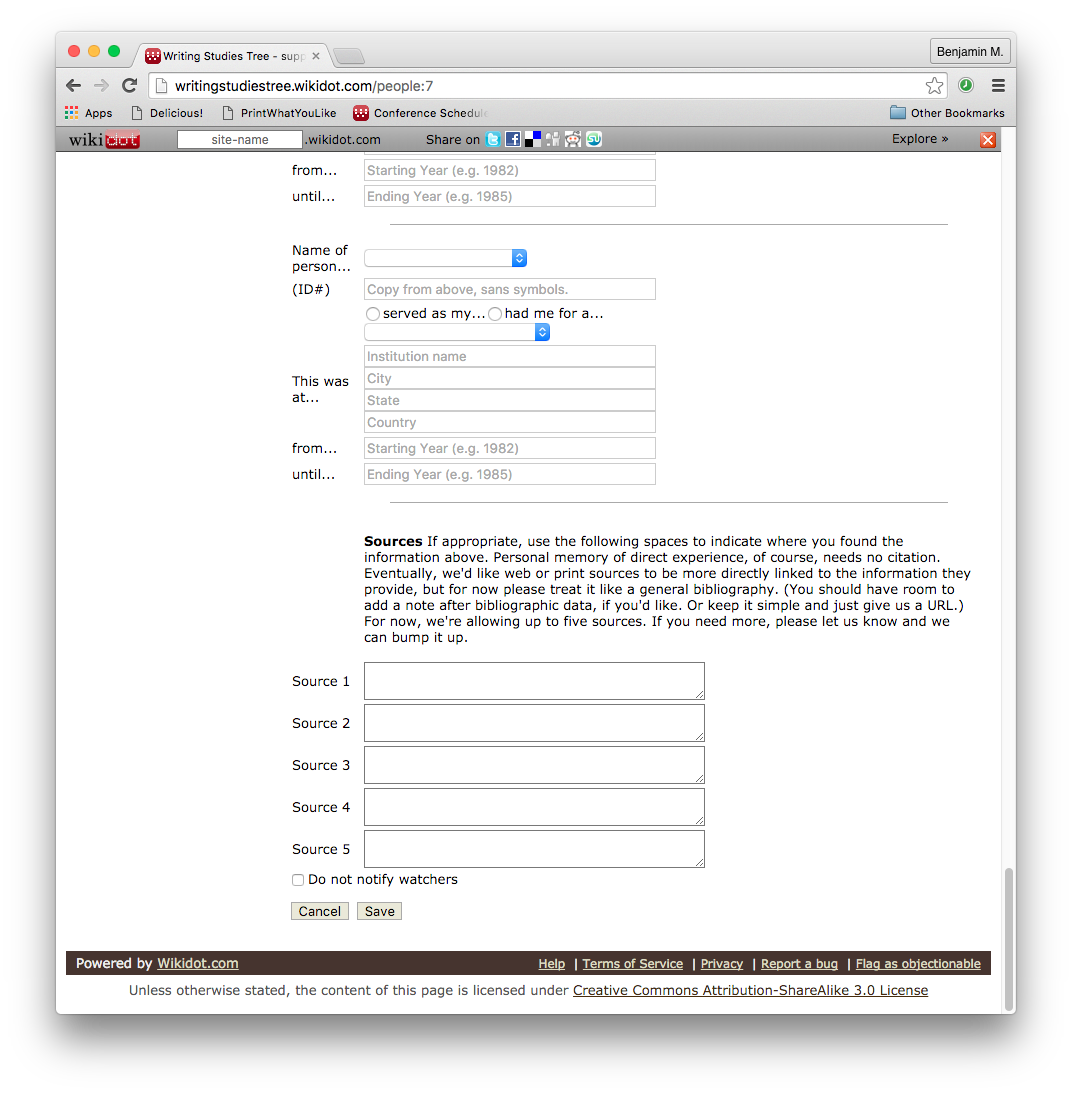 Writing Studies Tree - supp
Benjamin M.
writingstudiestree.wikidot.com/people:7
Apps Delicious! PrintWhatYouLike Conference Schedule Other Bookmarks
wikidot site-name .wikidot.com Share on Explore »
from... Starting Year (e.g. 1982)
until... Ending Year (e.g. 1985)
Name of
person...
(ID#) Copy from above, sans symbols.
served as my... had me for a...
Institution name
City
This was
at...
State
Country
from... Starting Year (e.g. 1982)
until... Ending Year (e.g. 1985)
Sources If appropriate, use the following spaces to indicate where you found the
information above. Personal memory of direct experience, of course, needs no citation.
Eventually, we'd like web or print sources to be more directly linked to the information they
provide, but for now please treat it like a general bibliography. (You should have room to
add a note after bibliographic data, if you'd like. Or keep it simple and just give us a URL.)
For now, we're allowing up to five sources. If you need more, please let us know and we
can bump it up.
Source 1
Source 2
Source 3
Source 4
Source 5
Do not notify watchers
Cancel Save
Powered by Wikidot.com Help | Terms of Service | Privacy | Report a bug | Flag as objectionable
Unless otherwise stated, the content of this page is licensed under Creative Commons Attribution-ShareAlike 3.0 License